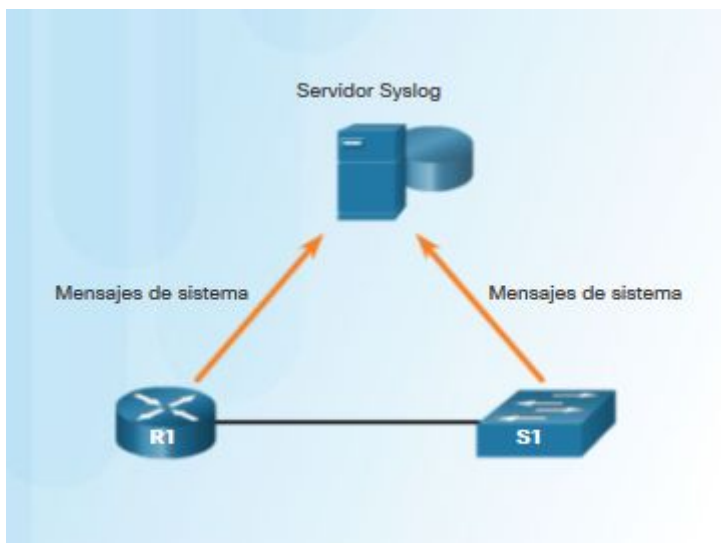 Servidor Syslog
Mensajes de sistema
Mensajes de sistema
R1
S1